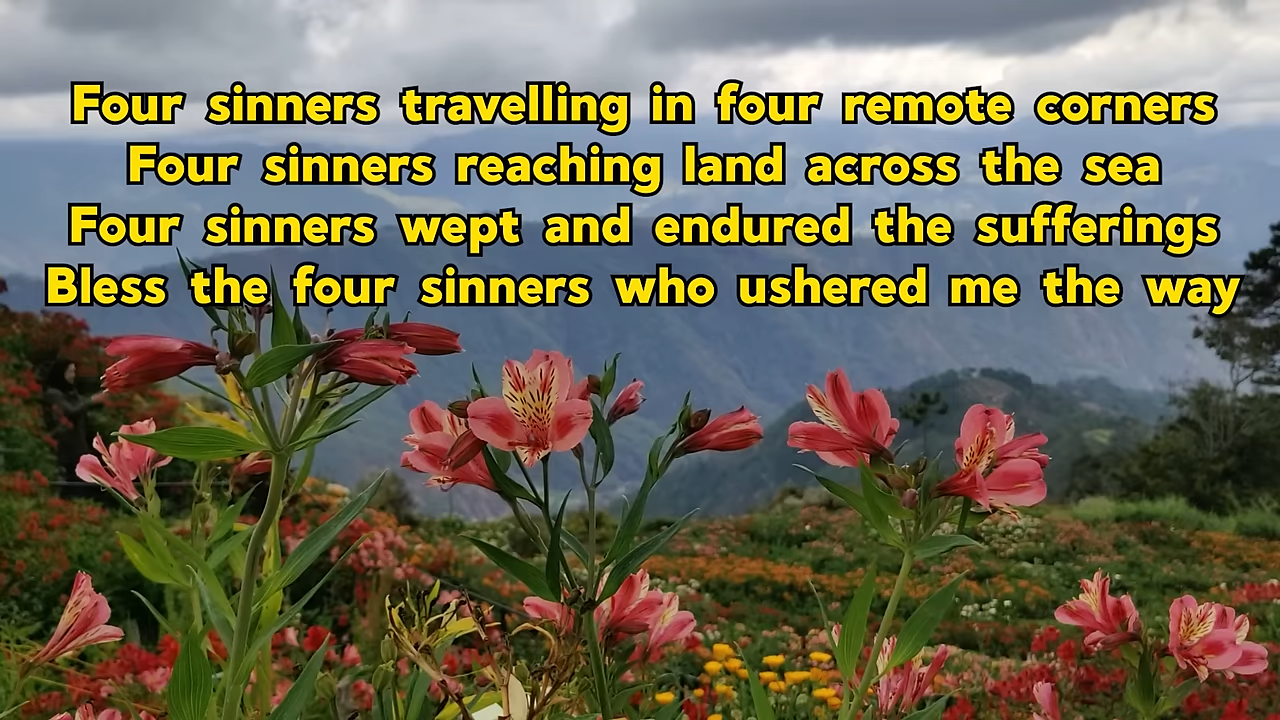 Four sinners travelling in four remote corners
Four sinners reaching land across the sea
Four sinners wept and endured the sufferings
Bless the four sinners who ushered me the way